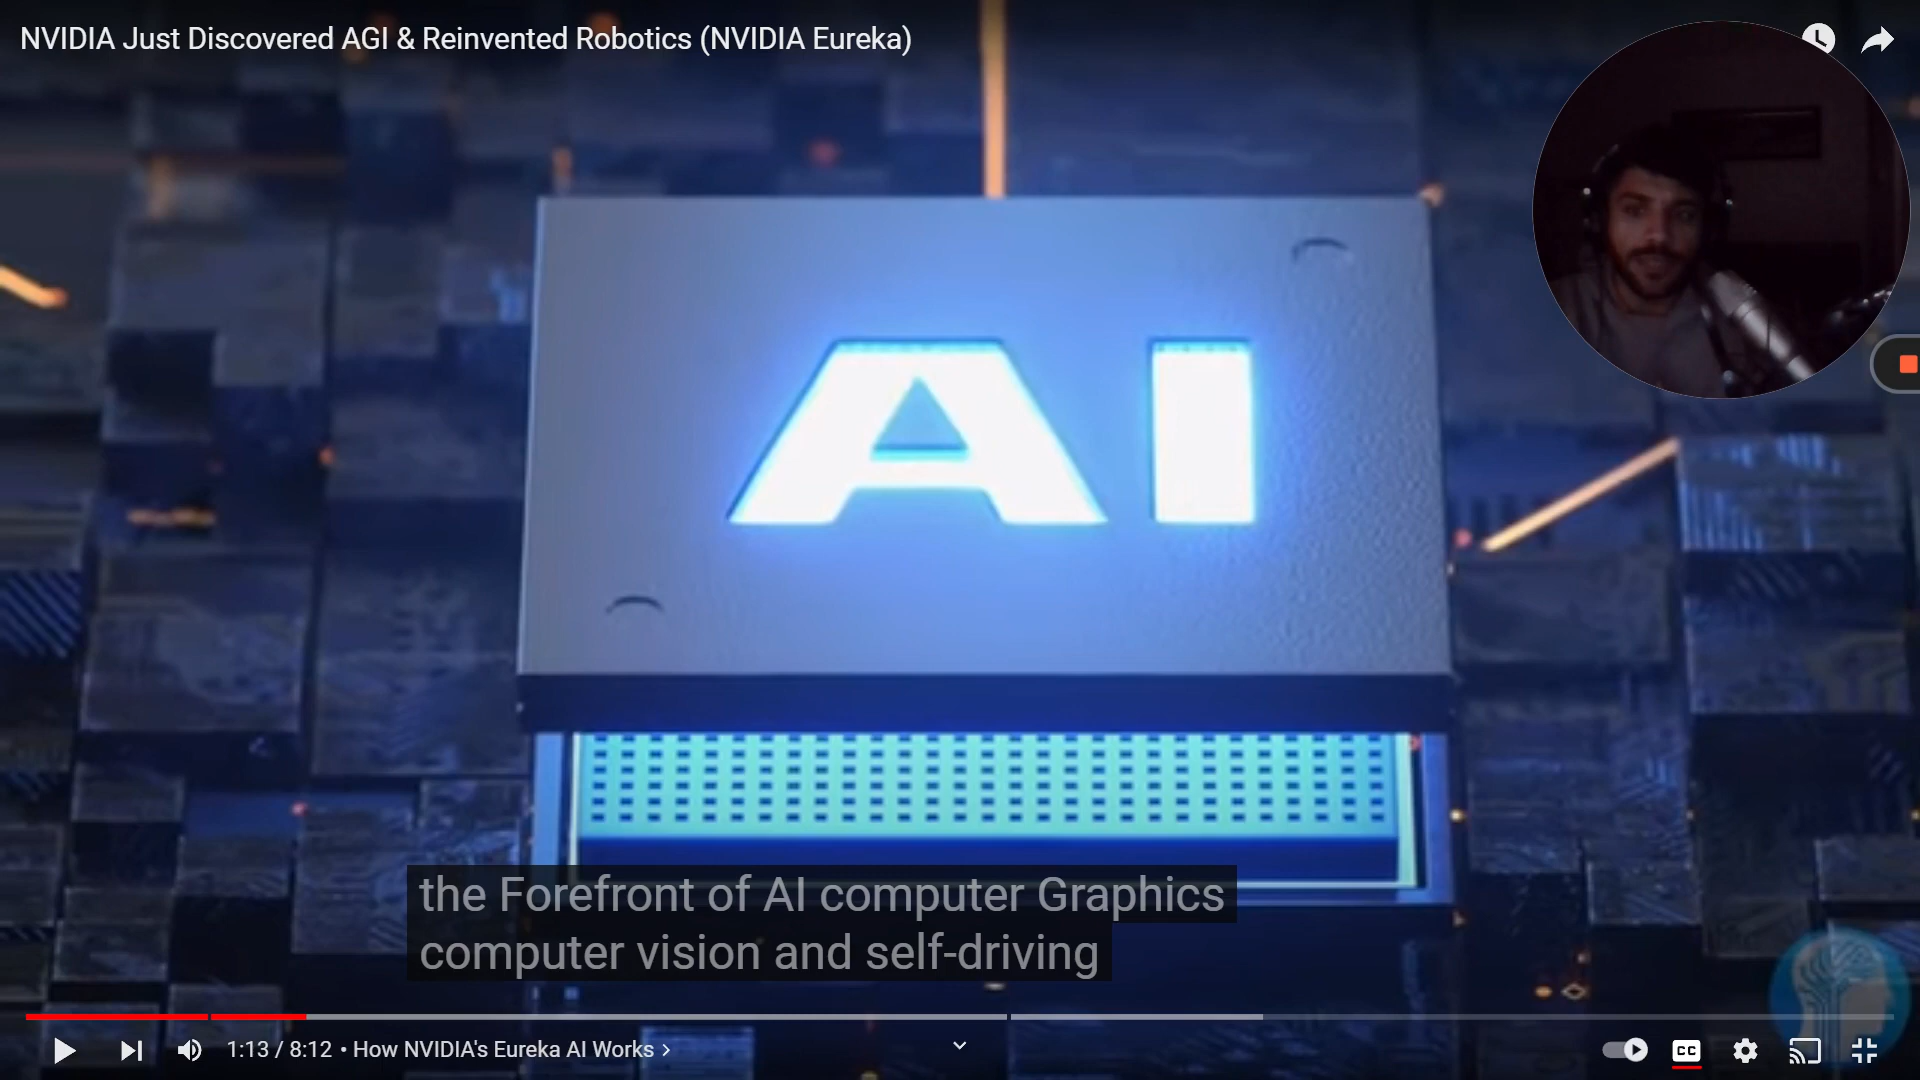 NVIDIA Just Discovered AGI & Reinvented Robotics (NVIDIA Eureka)
AI
the Forefront of AI computer Graphics
computer vision and self-driving
1:13 / 8:12 • How NVIDIA's Eureka AI Works
CC